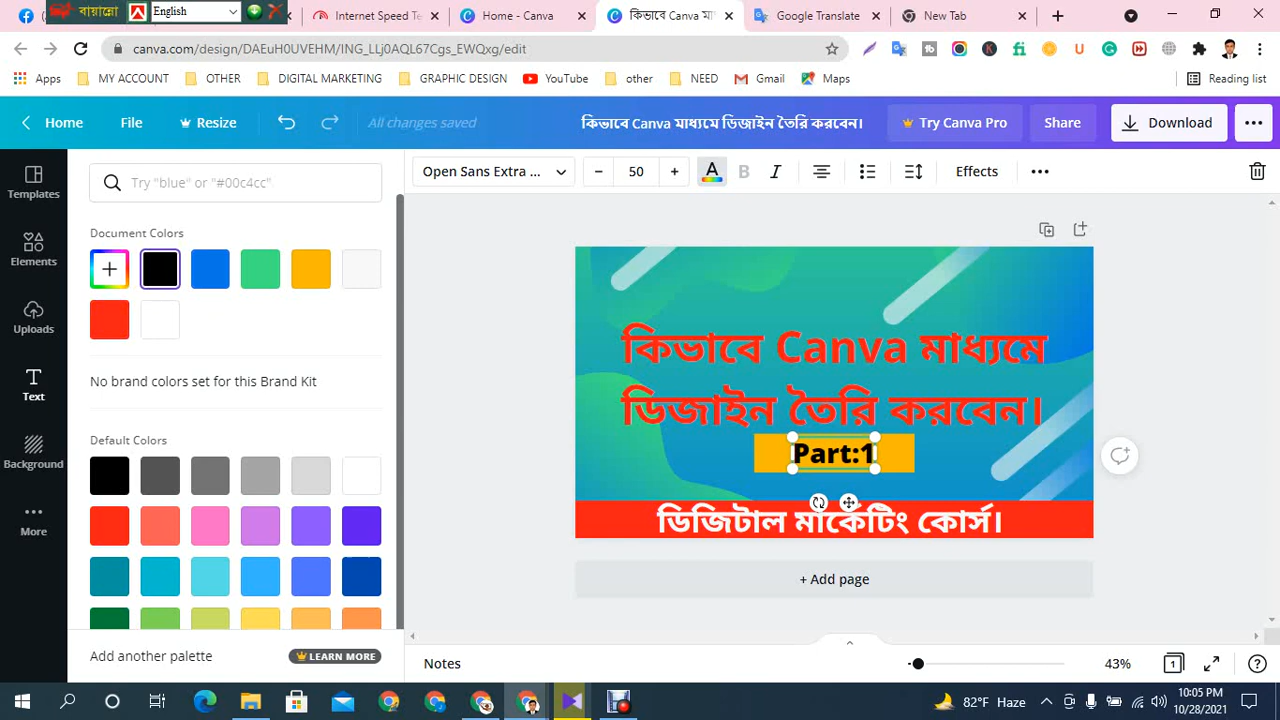 বায়ান্নো English
Internet Speed Te
Home - Canva
কিভাবে Canva মা
Google Translate
New Tab
canva.com/design/DAEuH0UVEHM/ING_LLj0AQL67Cgs_EWQxg/edit
Apps MY ACCOUNT OTHER DIGITAL MARKETING GRAPHIC DESIGN YouTube other NEED Gmail Maps Reading list
Home File Resize All changes saved কিভাবে Canva মাধ্যমে ডিজাইন তৈরি করবেন। Try Canva Pro Share Download
Templates
Elements
Uploads
Text
Background
More
Try "blue" or "#00c4cc"
Open Sans Extra ... 50 A B I Effects
Document Colors
No brand colors set for this Brand Kit
Default Colors
Add another palette LEARN MORE
কিভাবে Canva মাধ্যমে
ডিজাইন তৈরি করবেন।
Part:1
ডিজিটাল মার্কেটিং কোর্স।
+ Add page
Notes 43% 1
82°F Haze 10:05 PM
10/28/2021